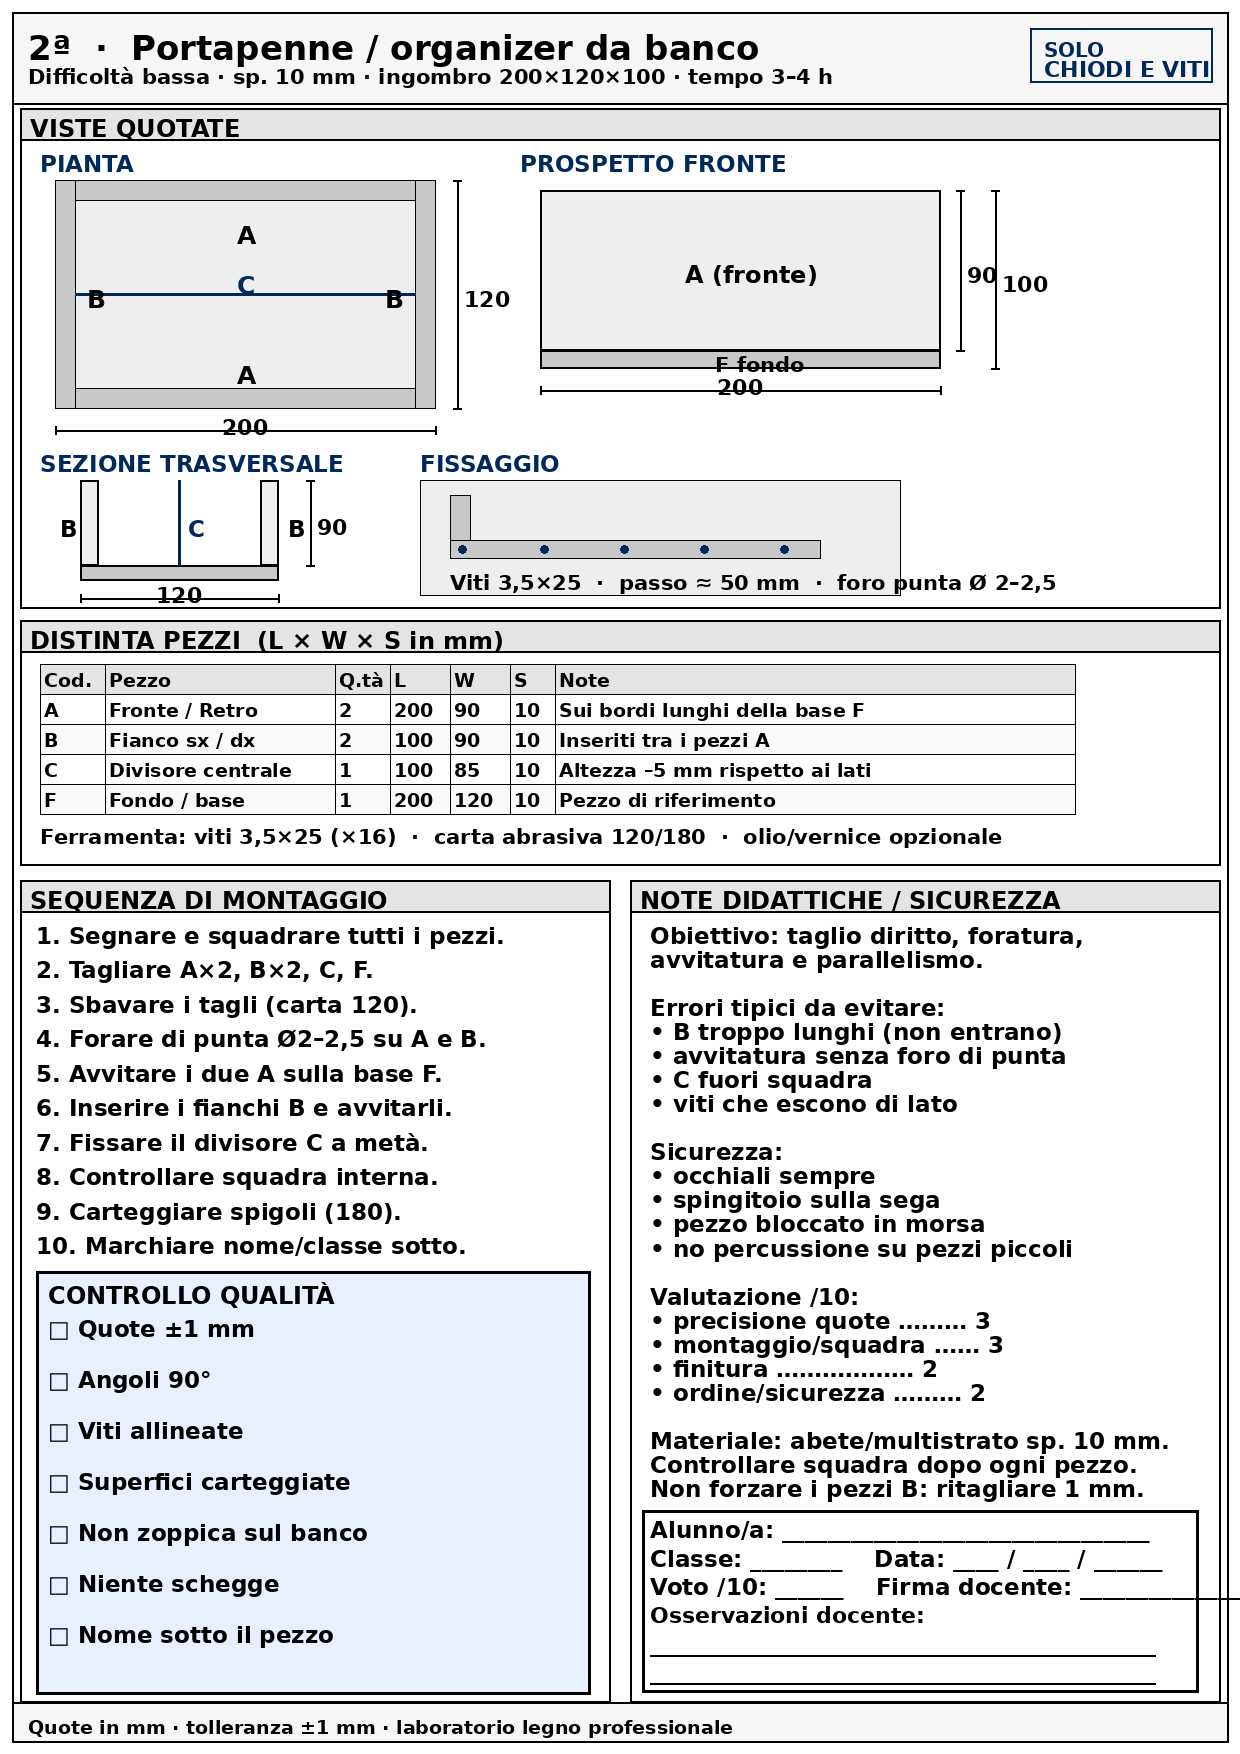 2ª · Portapenne / organizer da banco
Difficoltà bassa · sp. 10 mm · ingombro 200×120×100 · tempo 3–4 h
SOLO
CHIODI E VITI
VISTE QUOTATE
PIANTA
A
C
B
B
A
120
200
PROSPETTO FRONTE
A (fronte)
90
100
F fondo
200
SEZIONE TRASVERSALE
B
C
B
90
120
FISSAGGIO
Viti 3,5×25 · passo ≈ 50 mm · foro punta Ø 2–2,5
DISTINTA PEZZI (L × W × S in mm)
Cod. Pezzo Q.tà L W S Note
A Fronte / Retro 2 200 90 10 Sui bordi lunghi della base F
B Fianco sx / dx 2 100 90 10 Inseriti tra i pezzi A
C Divisore centrale 1 100 85 10 Altezza –5 mm rispetto ai lati
F Fondo / base 1 200 120 10 Pezzo di riferimento
Ferramenta: viti 3,5×25 (×16) · carta abrasiva 120/180 · olio/vernice opzionale
SEQUENZA DI MONTAGGIO
1. Segnare e squadrare tutti i pezzi.
2. Tagliare A×2, B×2, C, F.
3. Sbavare i tagli (carta 120).
4. Forare di punta Ø2–2,5 su A e B.
5. Avvitare i due A sulla base F.
6. Inserire i fianchi B e avvitarli.
7. Fissare il divisore C a metà.
8. Controllare squadra interna.
9. Carteggiare spigoli (180).
10. Marchiare nome/classe sotto.
CONTROLLO QUALITÀ
□ Quote ±1 mm
□ Angoli 90°
□ Viti allineate
□ Superfici carteggiate
□ Non zoppica sul banco
□ Niente schegge
□ Nome sotto il pezzo
NOTE DIDATTICHE / SICUREZZA
Obiettivo: taglio diritto, foratura,
avvitatura e parallelismo.
Errori tipici da evitare:
• B troppo lunghi (non entrano)
• avvitatura senza foro di punta
• C fuori squadra
• viti che escono di lato
Sicurezza:
• occhiali sempre
• spingitoio sulla sega
• pezzo bloccato in morsa
• no percussione su pezzi piccoli
Valutazione /10:
• precisione quote ......... 3
• montaggio/squadra ...... 3
• finitura .................. 2
• ordine/sicurezza ......... 2
Materiale: abete/multistrato sp. 10 mm.
Controllare squadra dopo ogni pezzo.
Non forzare i pezzi B: ritagliare 1 mm.
Alunno/a: ________________________________
Classe: ________ Data: ____ / ____ / ______
Voto /10: ______ Firma docente: ______________
Osservazioni docente:
Quote in mm · tolleranza ±1 mm · laboratorio legno professionale